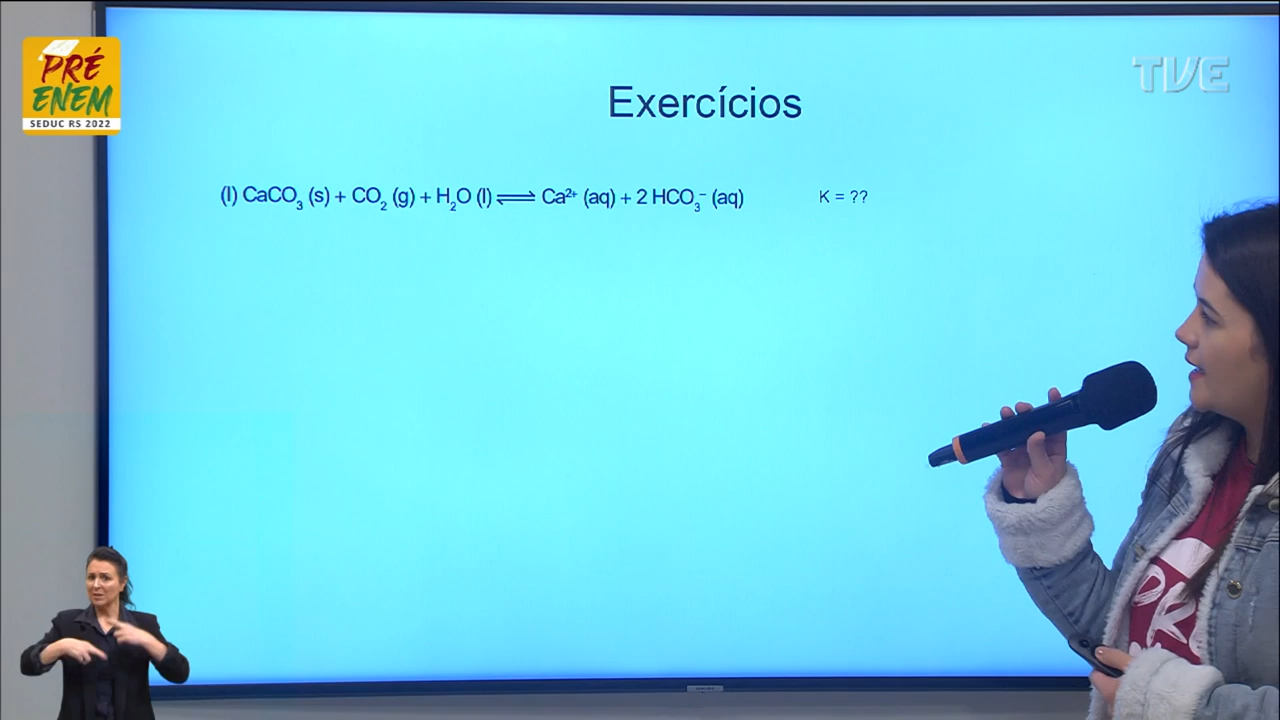 PRÉ
ENEM
SEDUC RS 2022
TVE
Exercícios
(I) CaCO₃ (s) + CO₂ (g) + H₂O (l) ⇌ Ca²⁺ (aq) + 2 HCO₃⁻ (aq) K = ??